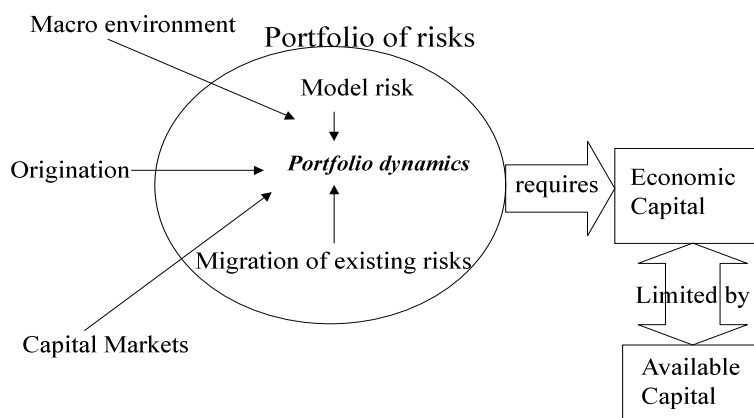 Macro environment
Portfolio of risks
Model risk
Origination
Portfolio dynamics
requires
Economic
Capital
Migration of existing risks
Limited by
Capital Markets
Available
Capital